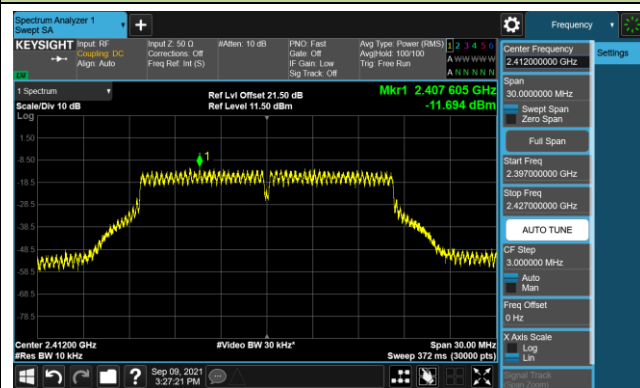 Spectrum Analyzer 1
Swept SA
+
Frequency
KEYSIGHT
Input: RF
Coupling: DC
Align: Auto
Input Z: 50 Ω
Corrections: Off
Freq Ref: Int (S)
#Atten: 10 dB
PNO: Fast
Gate: Off
IF Gain: Low
Sig Track: Off
Avg Type: Power (RMS)
Avg|Hold: 100/100
Trig: Free Run
1 2 3 4 5 6
A W W W W W
A N N N N N
LXI
1 Spectrum
Scale/Div 10 dB
Log
Ref Lvl Offset 21.50 dB
Ref Level 11.50 dBm
Mkr1 2.407 605 GHz
-11.694 dBm
1.50
-8.50
-18.5
-28.5
-38.5
-48.5
-58.5
-68.5
-78.5
1
Center 2.41200 GHz
#Res BW 10 kHz
#Video BW 30 kHz*
Span 30.00 MHz
Sweep 372 ms (30000 pts)
Sep 09, 2021
3:27:21 PM
?
Center Frequency
2.412000000 GHz
Span
30.0000000 MHz
Swept Span
Zero Span
Full Span
Start Freq
2.397000000 GHz
Stop Freq
2.427000000 GHz
AUTO TUNE
CF Step
3.000000 MHz
Auto
Man
Freq Offset
0 Hz
X Axis Scale
Log
Lin
Signal Track
(Span Zoom)
Settings